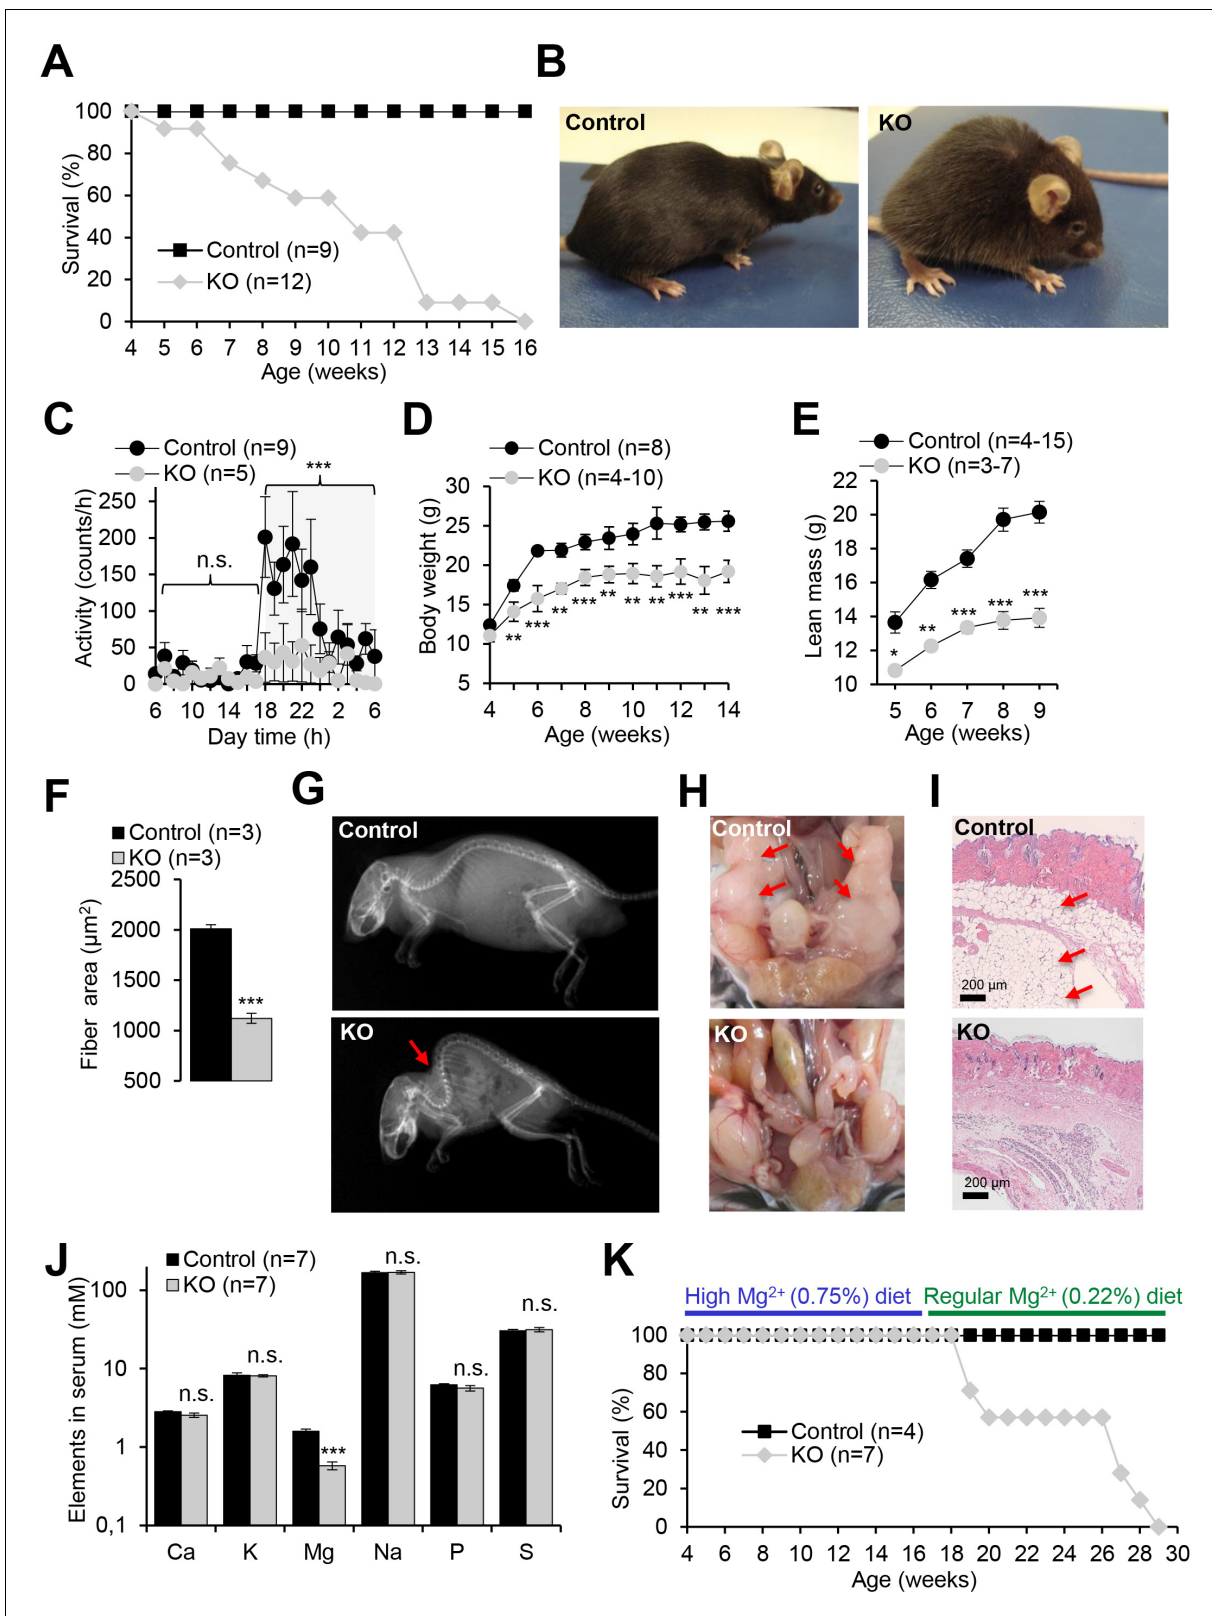 A
100
80
60
40
20
0
Survival (%)
Control (n=9)
KO (n=12)
4 5 6 7 8 9 10 11 12 13 14 15 16
Age (weeks)
B
Control
KO
C
Control (n=9)
KO (n=5)
***
n.s.
250
200
150
100
50
0
Activity (counts/h)
6 10 14 18 22 2 6
Day time (h)
D
Control (n=8)
KO (n=4-10)
30
25
20
15
10
5
Body weight (g)
** *** ** *** ** ** ** *** ** ***
4 6 8 10 12 14
Age (weeks)
E
Control (n=4-15)
KO (n=3-7)
22
20
18
16
14
12
10
Lean mass (g)
* ** *** *** ***
5 6 7 8 9
Age (weeks)
F
Control (n=3)
KO (n=3)
2500
2000
1500
1000
500
Fiber area (µm²)
***
G
Control
KO
H
Control
KO
I
Control
200 µm
KO
200 µm
J
Control (n=7)
KO (n=7)
100
10
1
0,1
Elements in serum (mM)
n.s. n.s. *** n.s. n.s. n.s.
Ca K Mg Na P S
K
High Mg²⁺ (0.75%) diet Regular Mg²⁺ (0.22%) diet
100
80
60
40
20
0
Survival (%)
Control (n=4)
KO (n=7)
4 6 8 10 12 14 16 18 20 22 24 26 28 30
Age (weeks)